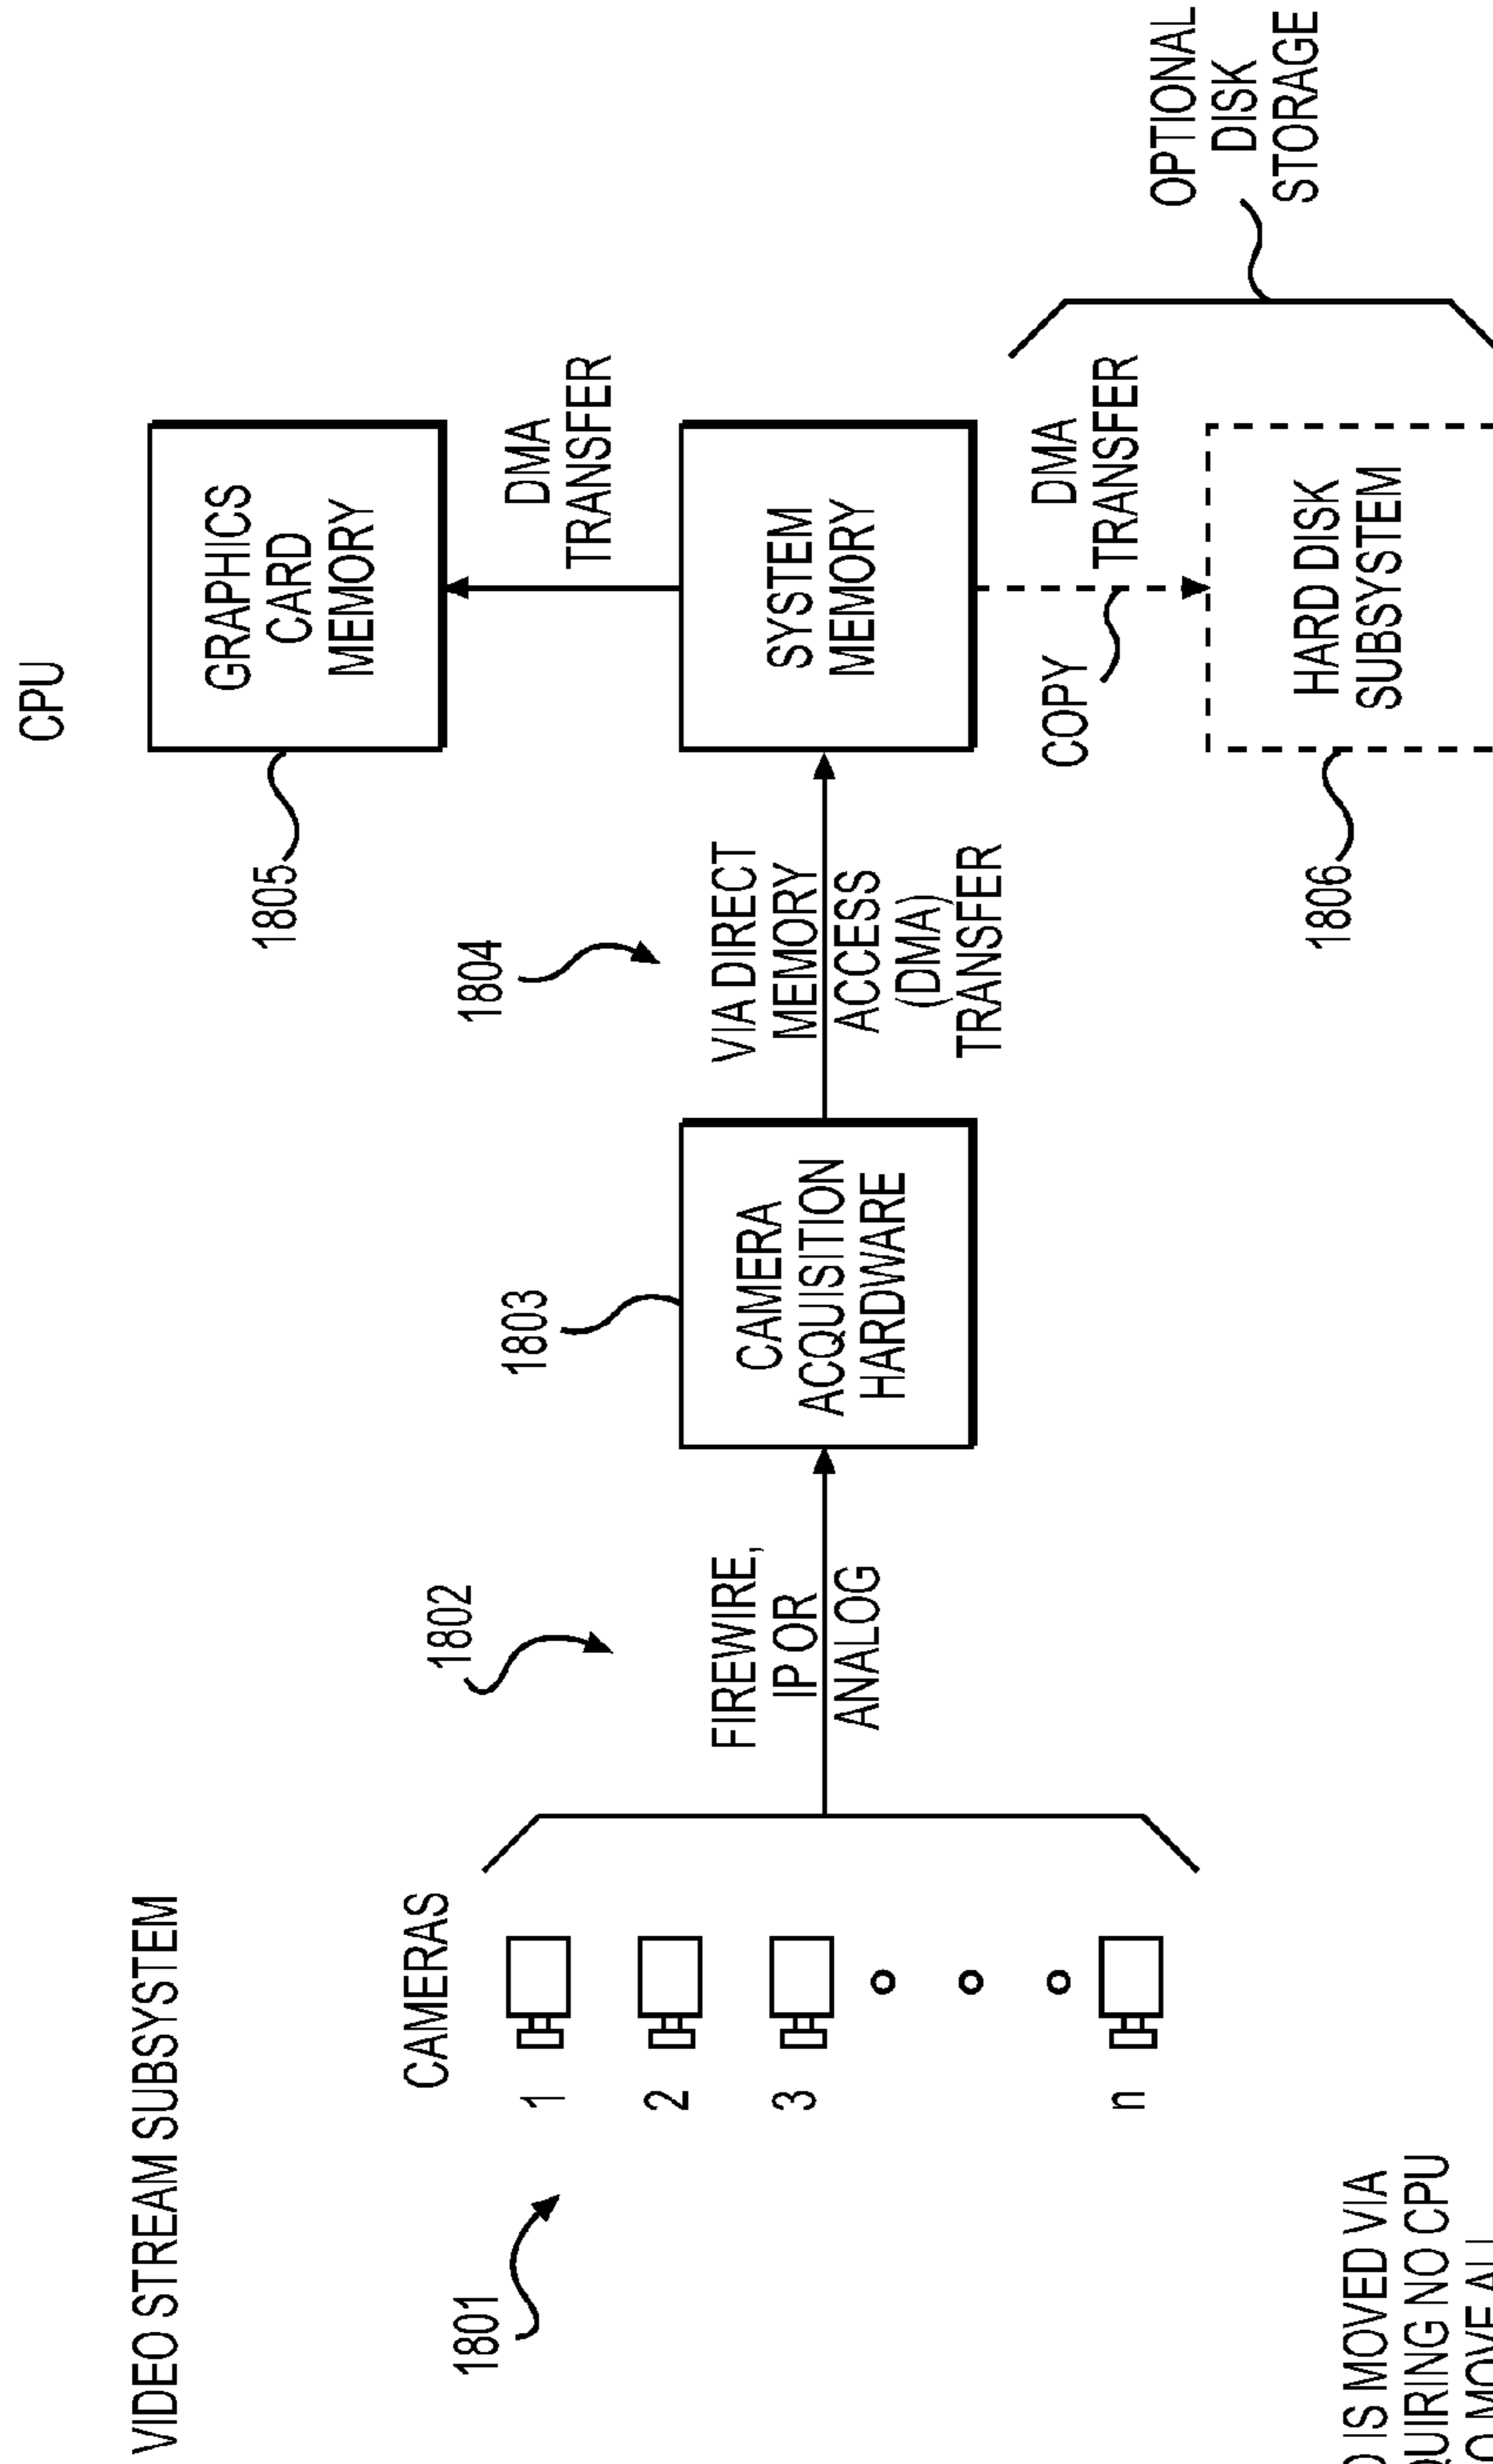 VIDEO STREAM SUBSYSTEM
CPU
1801
CAMERAS
1
2
3
n
1802
FIREWIRE,
IP OR
ANALOG
1803
CAMERA
ACQUISITION
HARDWARE
1804
VIA DIRECT
MEMORY
ACCESS
(DMA)
TRANSFER
1805
GRAPHICS
CARD
MEMORY
DMA
TRANSFER
SYSTEM
MEMORY
COPY
DMA
TRANSFER
1806
HARD DISK
SUBSYSTEM
OPTIONAL
DISK
STORAGE
IS MOVED VIA
NO CPU
MOVE